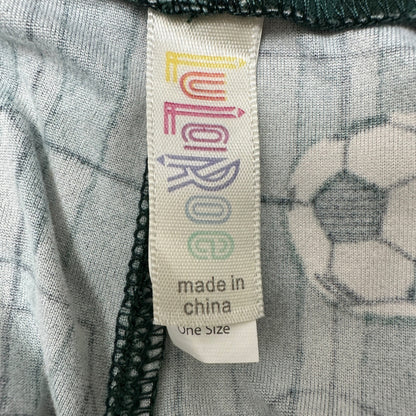 LuLaRoe
made in
china
One Size